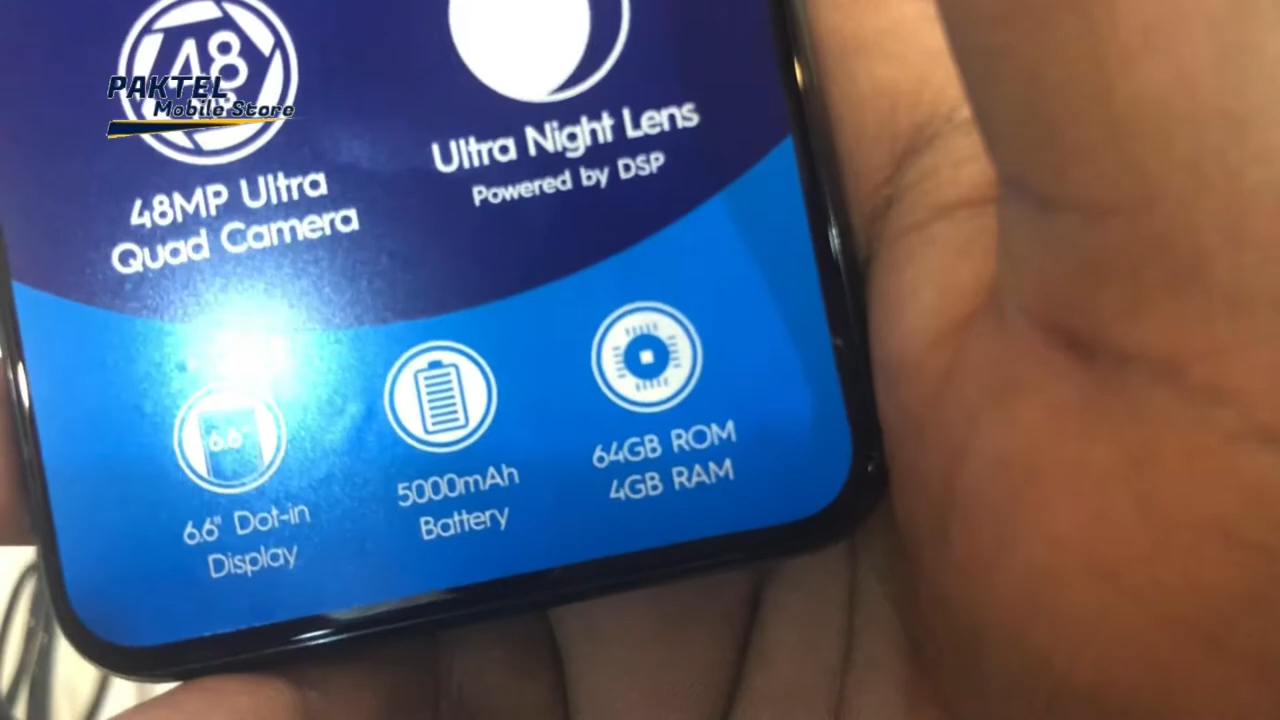 48
PAKTEL
Mobile Store
48MP Ultra
Quad Camera
Ultra Night Lens
Powered by DSP
6.6"
6.6" Dot-in
Display
5000mAh
Battery
64GB ROM
4GB RAM